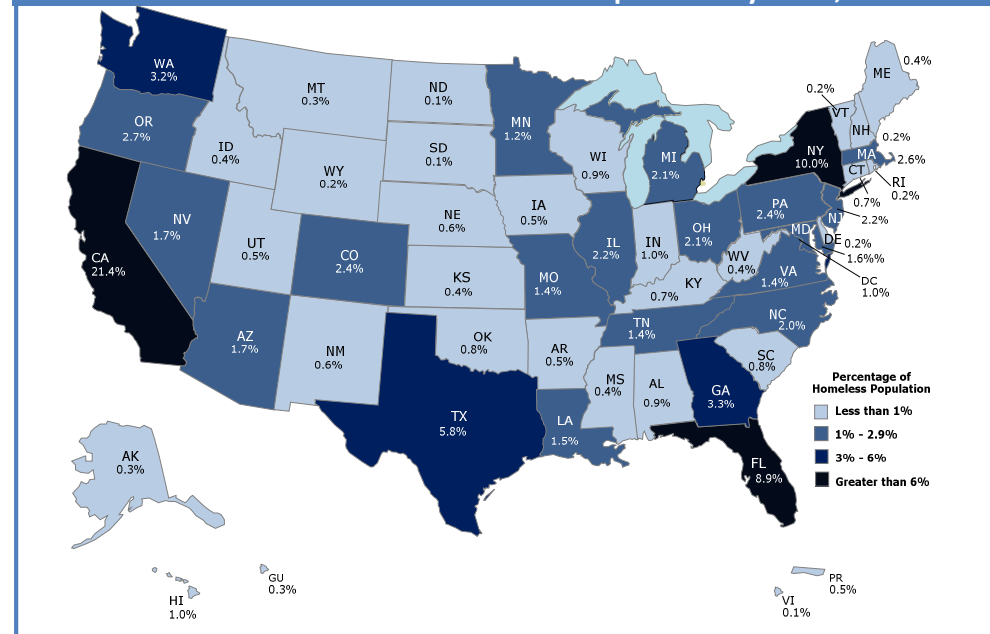 WA
3.2%
OR
2.7%
CA
21.4%
NV
1.7%
ID
0.4%
MT
0.3%
WY
0.2%
UT
0.5%
AZ
1.7%
CO
2.4%
NM
0.6%
ND
0.1%
SD
0.1%
NE
0.6%
KS
0.4%
OK
0.8%
TX
5.8%
MN
1.2%
IA
0.5%
MO
1.4%
AR
0.5%
LA
1.5%
WI
0.9%
IL
2.2%
MI
2.1%
IN
1.0%
OH
2.1%
KY
0.7%
TN
1.4%
MS
0.4%
AL
0.9%
GA
3.3%
FL
8.9%
SC
0.8%
NC
2.0%
VA
1.4%
WV
0.4%
PA
2.4%
NY
10.0%
0.2%
VT
NH
0.2%
ME
0.4%
MA
2.6%
CT
0.7%
RI
0.2%
NJ
2.2%
DE 0.2%
MD
1.6%%
DC
1.0%
AK
0.3%
HI
1.0%
GU
0.3%
PR
0.5%
VI
0.1%
Percentage of
Homeless Population
Less than 1%
1% - 2.9%
3% - 6%
Greater than 6%